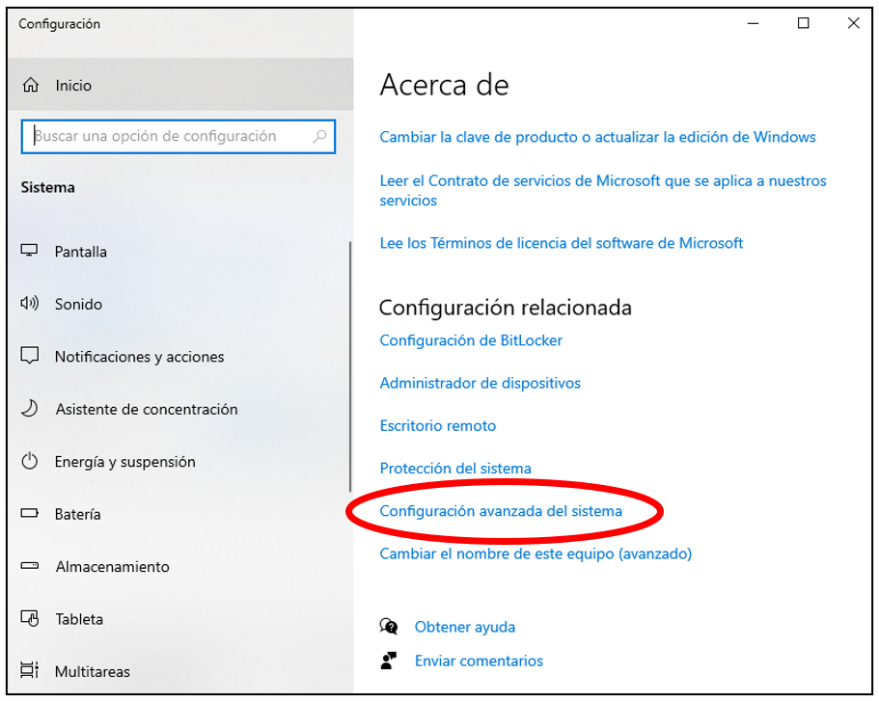 Configuración
Inicio
Buscar una opción de configuración
Sistema
Pantalla
Sonido
Notificaciones y acciones
Asistente de concentración
Energía y suspensión
Batería
Almacenamiento
Tableta
Multitareas
Acerca de
Cambiar la clave de producto o actualizar la edición de Windows
Leer el Contrato de servicios de Microsoft que se aplica a nuestros
servicios
Lee los Términos de licencia del software de Microsoft
Configuración relacionada
Configuración de BitLocker
Administrador de dispositivos
Escritorio remoto
Protección del sistema
Configuración avanzada del sistema
Cambiar el nombre de este equipo (avanzado)
Obtener ayuda
Enviar comentarios